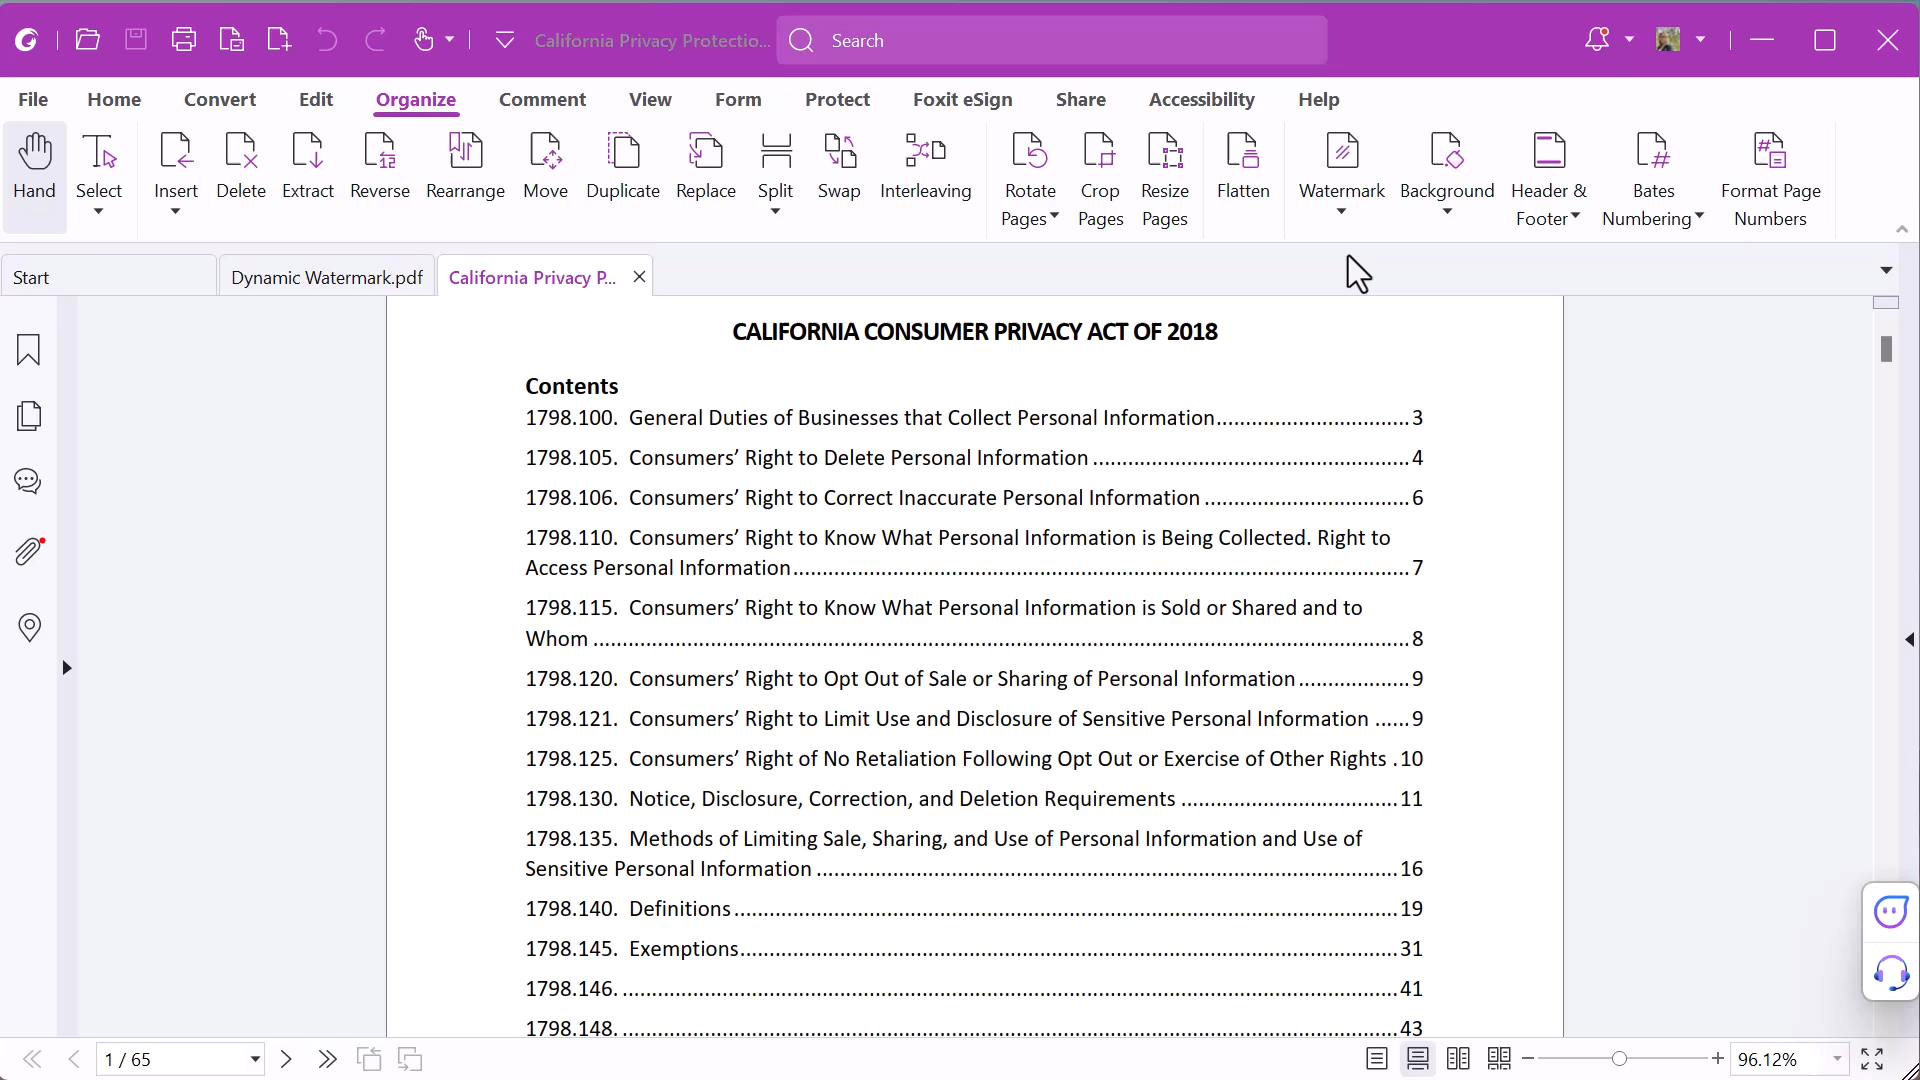 California Privacy Protectio... Search
File Home Convert Edit Organize Comment View Form Protect Foxit eSign Share Accessibility Help
Hand Select Insert Delete Extract Reverse Rearrange Move Duplicate Replace Split Swap Interleaving Rotate Pages Crop Pages Resize Pages Flatten Watermark Background Header & Footer Bates Numbering Format Page Numbers
Start Dynamic Watermark.pdf California Privacy P...
CALIFORNIA CONSUMER PRIVACY ACT OF 2018
Contents
1798.100. General Duties of Businesses that Collect Personal Information................................. 3
1798.105. Consumers’ Right to Delete Personal Information ...................................................... 4
1798.106. Consumers’ Right to Correct Inaccurate Personal Information ................................... 6
1798.110. Consumers’ Right to Know What Personal Information is Being Collected. Right to
Access Personal Information......................................................................................................... 7
1798.115. Consumers’ Right to Know What Personal Information is Sold or Shared and to
Whom ........................................................................................................................................... 8
1798.120. Consumers’ Right to Opt Out of Sale or Sharing of Personal Information................... 9
1798.121. Consumers’ Right to Limit Use and Disclosure of Sensitive Personal Information ...... 9
1798.125. Consumers’ Right of No Retaliation Following Opt Out or Exercise of Other Rights . 10
1798.130. Notice, Disclosure, Correction, and Deletion Requirements ..................................... 11
1798.135. Methods of Limiting Sale, Sharing, and Use of Personal Information and Use of
Sensitive Personal Information ................................................................................................... 16
1798.140. Definitions................................................................................................................. 19
1798.145. Exemptions................................................................................................................ 31
1798.146. .................................................................................................................................... 41
1798.148. .................................................................................................................................... 43
1 / 65 96.12%